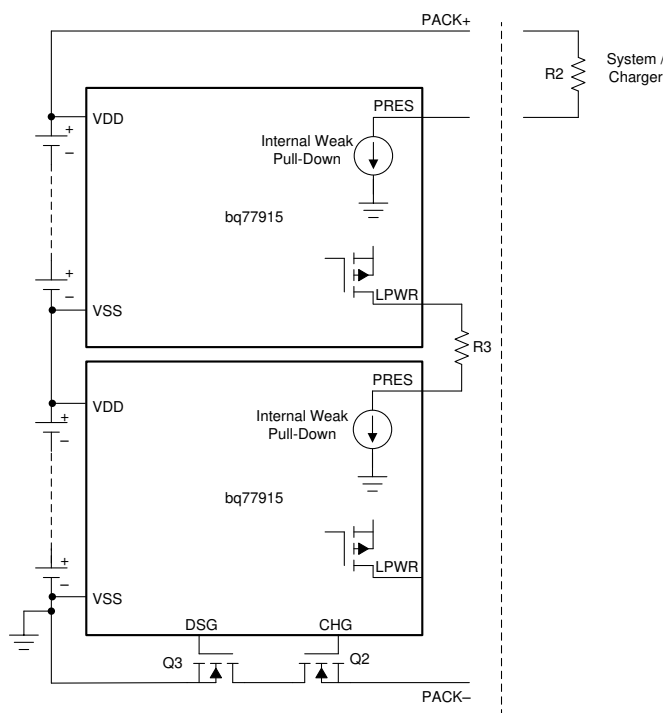 PACK+
R2
System /
Charger
VDD
PRES
+
–
Internal Weak
Pull-Down
bq77915
+
–
VSS
LPWR
R3
PRES
VDD
+
–
Internal Weak
Pull-Down
bq77915
+
–
VSS
LPWR
DSG
CHG
Q3
Q2
PACK–